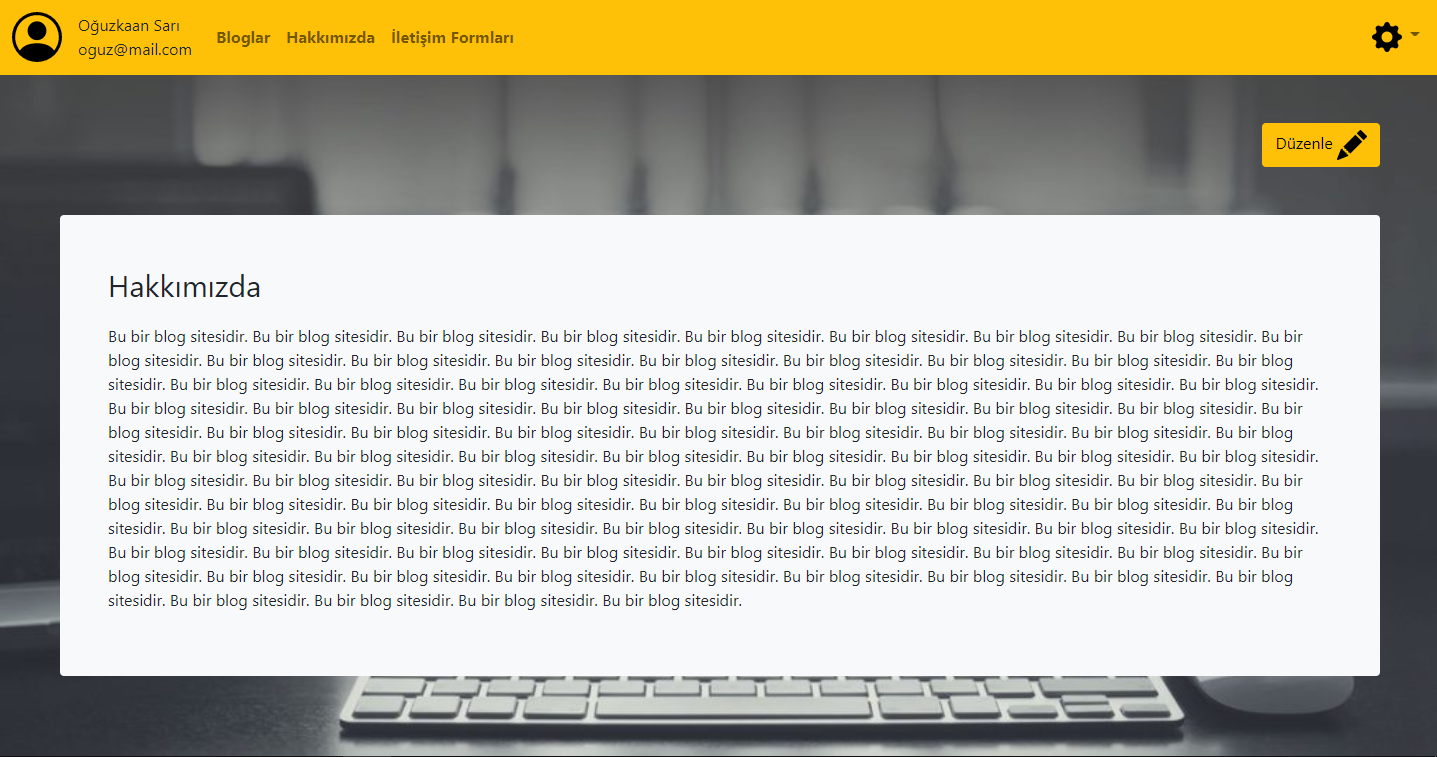 Oğuzkaan Sarı
oguz@mail.com
Bloglar Hakkımızda İletişim Formları
Düzenle
Hakkımızda
Bu bir blog sitesidir. Bu bir blog sitesidir. Bu bir blog sitesidir. Bu bir blog sitesidir. Bu bir blog sitesidir. Bu bir blog sitesidir. Bu bir blog sitesidir. Bu bir blog sitesidir. Bu bir
blog sitesidir. Bu bir blog sitesidir. Bu bir blog sitesidir. Bu bir blog sitesidir. Bu bir blog sitesidir. Bu bir blog sitesidir. Bu bir blog sitesidir. Bu bir blog sitesidir. Bu bir blog
sitesidir. Bu bir blog sitesidir. Bu bir blog sitesidir. Bu bir blog sitesidir. Bu bir blog sitesidir. Bu bir blog sitesidir. Bu bir blog sitesidir. Bu bir blog sitesidir. Bu bir blog sitesidir.
Bu bir blog sitesidir. Bu bir blog sitesidir. Bu bir blog sitesidir. Bu bir blog sitesidir. Bu bir blog sitesidir. Bu bir blog sitesidir. Bu bir blog sitesidir. Bu bir blog sitesidir. Bu bir
blog sitesidir. Bu bir blog sitesidir. Bu bir blog sitesidir. Bu bir blog sitesidir. Bu bir blog sitesidir. Bu bir blog sitesidir. Bu bir blog sitesidir. Bu bir blog sitesidir. Bu bir blog
sitesidir. Bu bir blog sitesidir. Bu bir blog sitesidir. Bu bir blog sitesidir. Bu bir blog sitesidir. Bu bir blog sitesidir. Bu bir blog sitesidir. Bu bir blog sitesidir. Bu bir blog sitesidir.
Bu bir blog sitesidir. Bu bir blog sitesidir. Bu bir blog sitesidir. Bu bir blog sitesidir. Bu bir blog sitesidir. Bu bir blog sitesidir. Bu bir blog sitesidir. Bu bir blog sitesidir. Bu bir
blog sitesidir. Bu bir blog sitesidir. Bu bir blog sitesidir. Bu bir blog sitesidir. Bu bir blog sitesidir. Bu bir blog sitesidir. Bu bir blog sitesidir. Bu bir blog sitesidir. Bu bir blog
sitesidir. Bu bir blog sitesidir. Bu bir blog sitesidir. Bu bir blog sitesidir. Bu bir blog sitesidir. Bu bir blog sitesidir. Bu bir blog sitesidir. Bu bir blog sitesidir. Bu bir blog sitesidir.
Bu bir blog sitesidir. Bu bir blog sitesidir. Bu bir blog sitesidir. Bu bir blog sitesidir. Bu bir blog sitesidir. Bu bir blog sitesidir. Bu bir blog sitesidir. Bu bir blog sitesidir. Bu bir
blog sitesidir. Bu bir blog sitesidir. Bu bir blog sitesidir. Bu bir blog sitesidir. Bu bir blog sitesidir. Bu bir blog sitesidir. Bu bir blog sitesidir. Bu bir blog sitesidir. Bu bir blog
sitesidir. Bu bir blog sitesidir. Bu bir blog sitesidir. Bu bir blog sitesidir. Bu bir blog sitesidir.